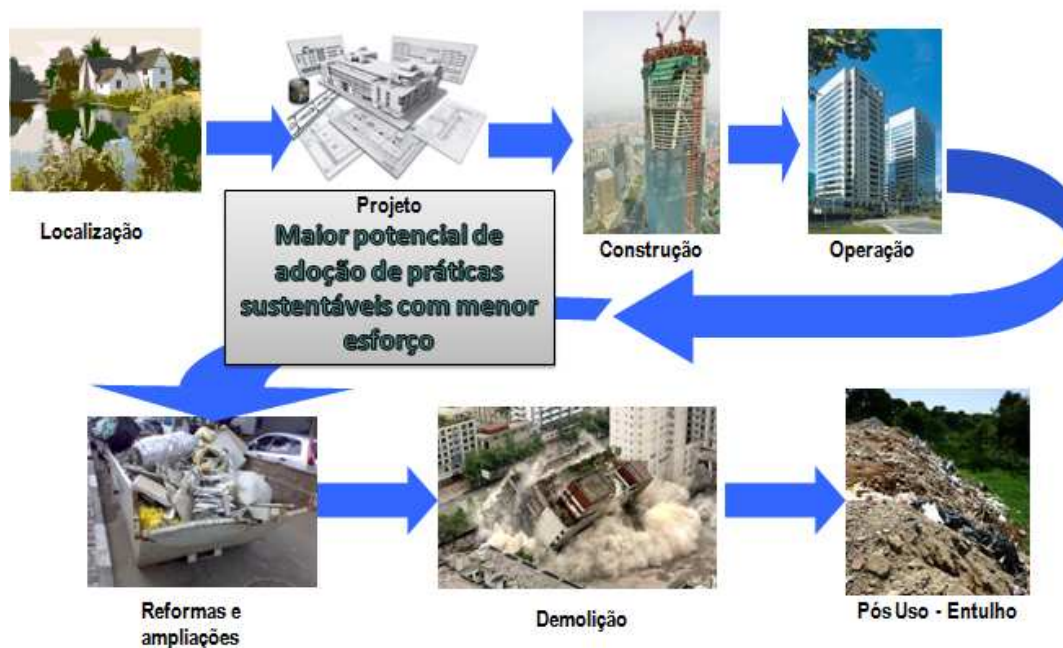 Localização
Projeto
Maior potencial de
adoção de práticas
sustentáveis com menor
esforço
Construção
Operação
Reformas e
ampliações
Demolição
Pós Uso - Entulho